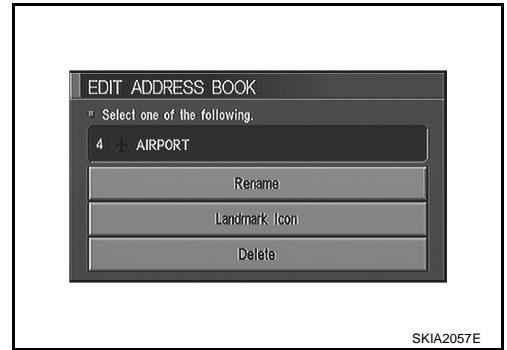 EDIT ADDRESS BOOK
Select one of the following.
4 AIRPORT
Rename
Landmark Icon
Delete
SKIA2057E